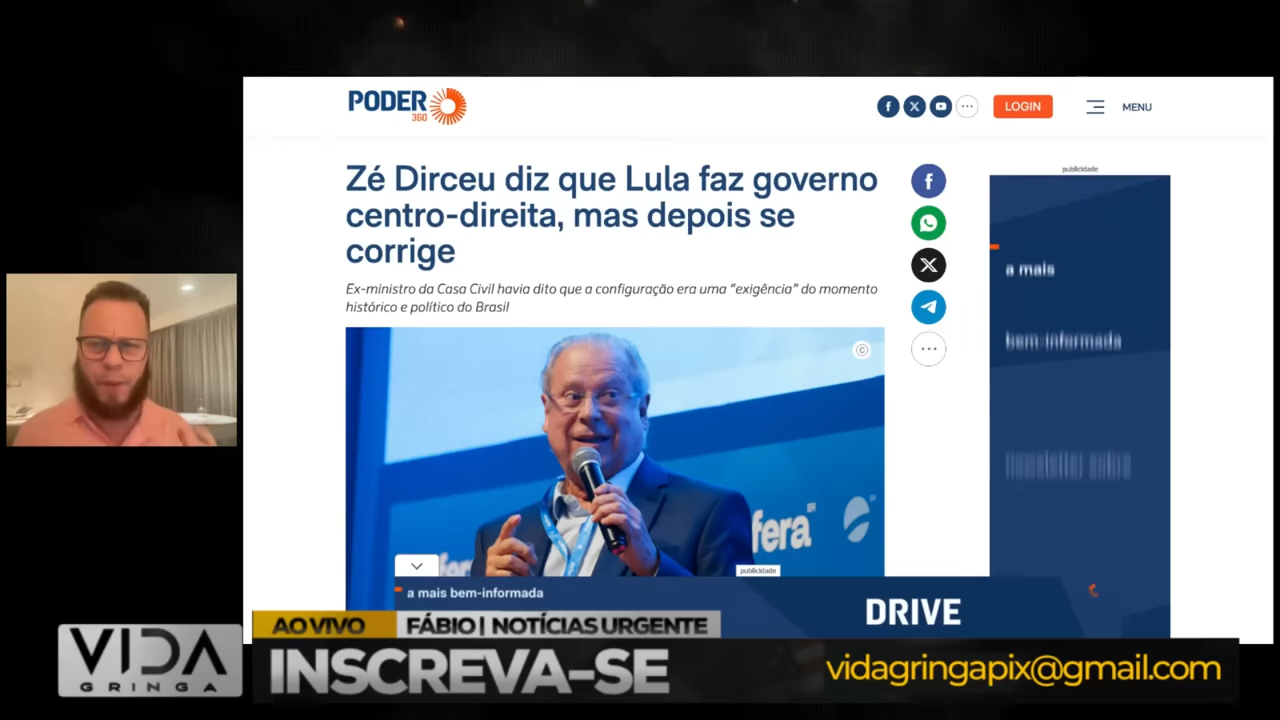 PODER
360
LOGIN
MENU
Zé Dirceu diz que Lula faz governo
centro-direita, mas depois se
corrige
Ex-ministro da Casa Civil havia dito que a configuração era uma “exigência” do momento
histórico e político do Brasil
publicidade
a mais
bem-informada
newsletter sobre
fera
fera
publicidade
a mais bem-informada
DRIVE
AO VIVO
FÁBIO | NOTÍCIAS URGENTE
VIDA
GRINGA
INSCREVA-SE
vidagringapix@gmail.com